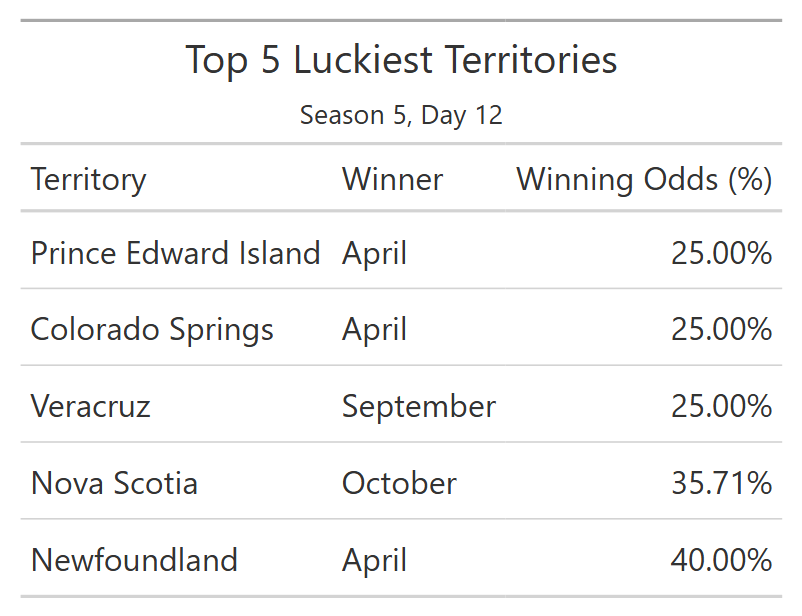 Top 5 Luckiest Territories
Season 5, Day 12
Territory Winner Winning Odds (%)
Prince Edward Island April 25.00%
Colorado Springs April 25.00%
Veracruz September 25.00%
Nova Scotia October 35.71%
Newfoundland April 40.00%